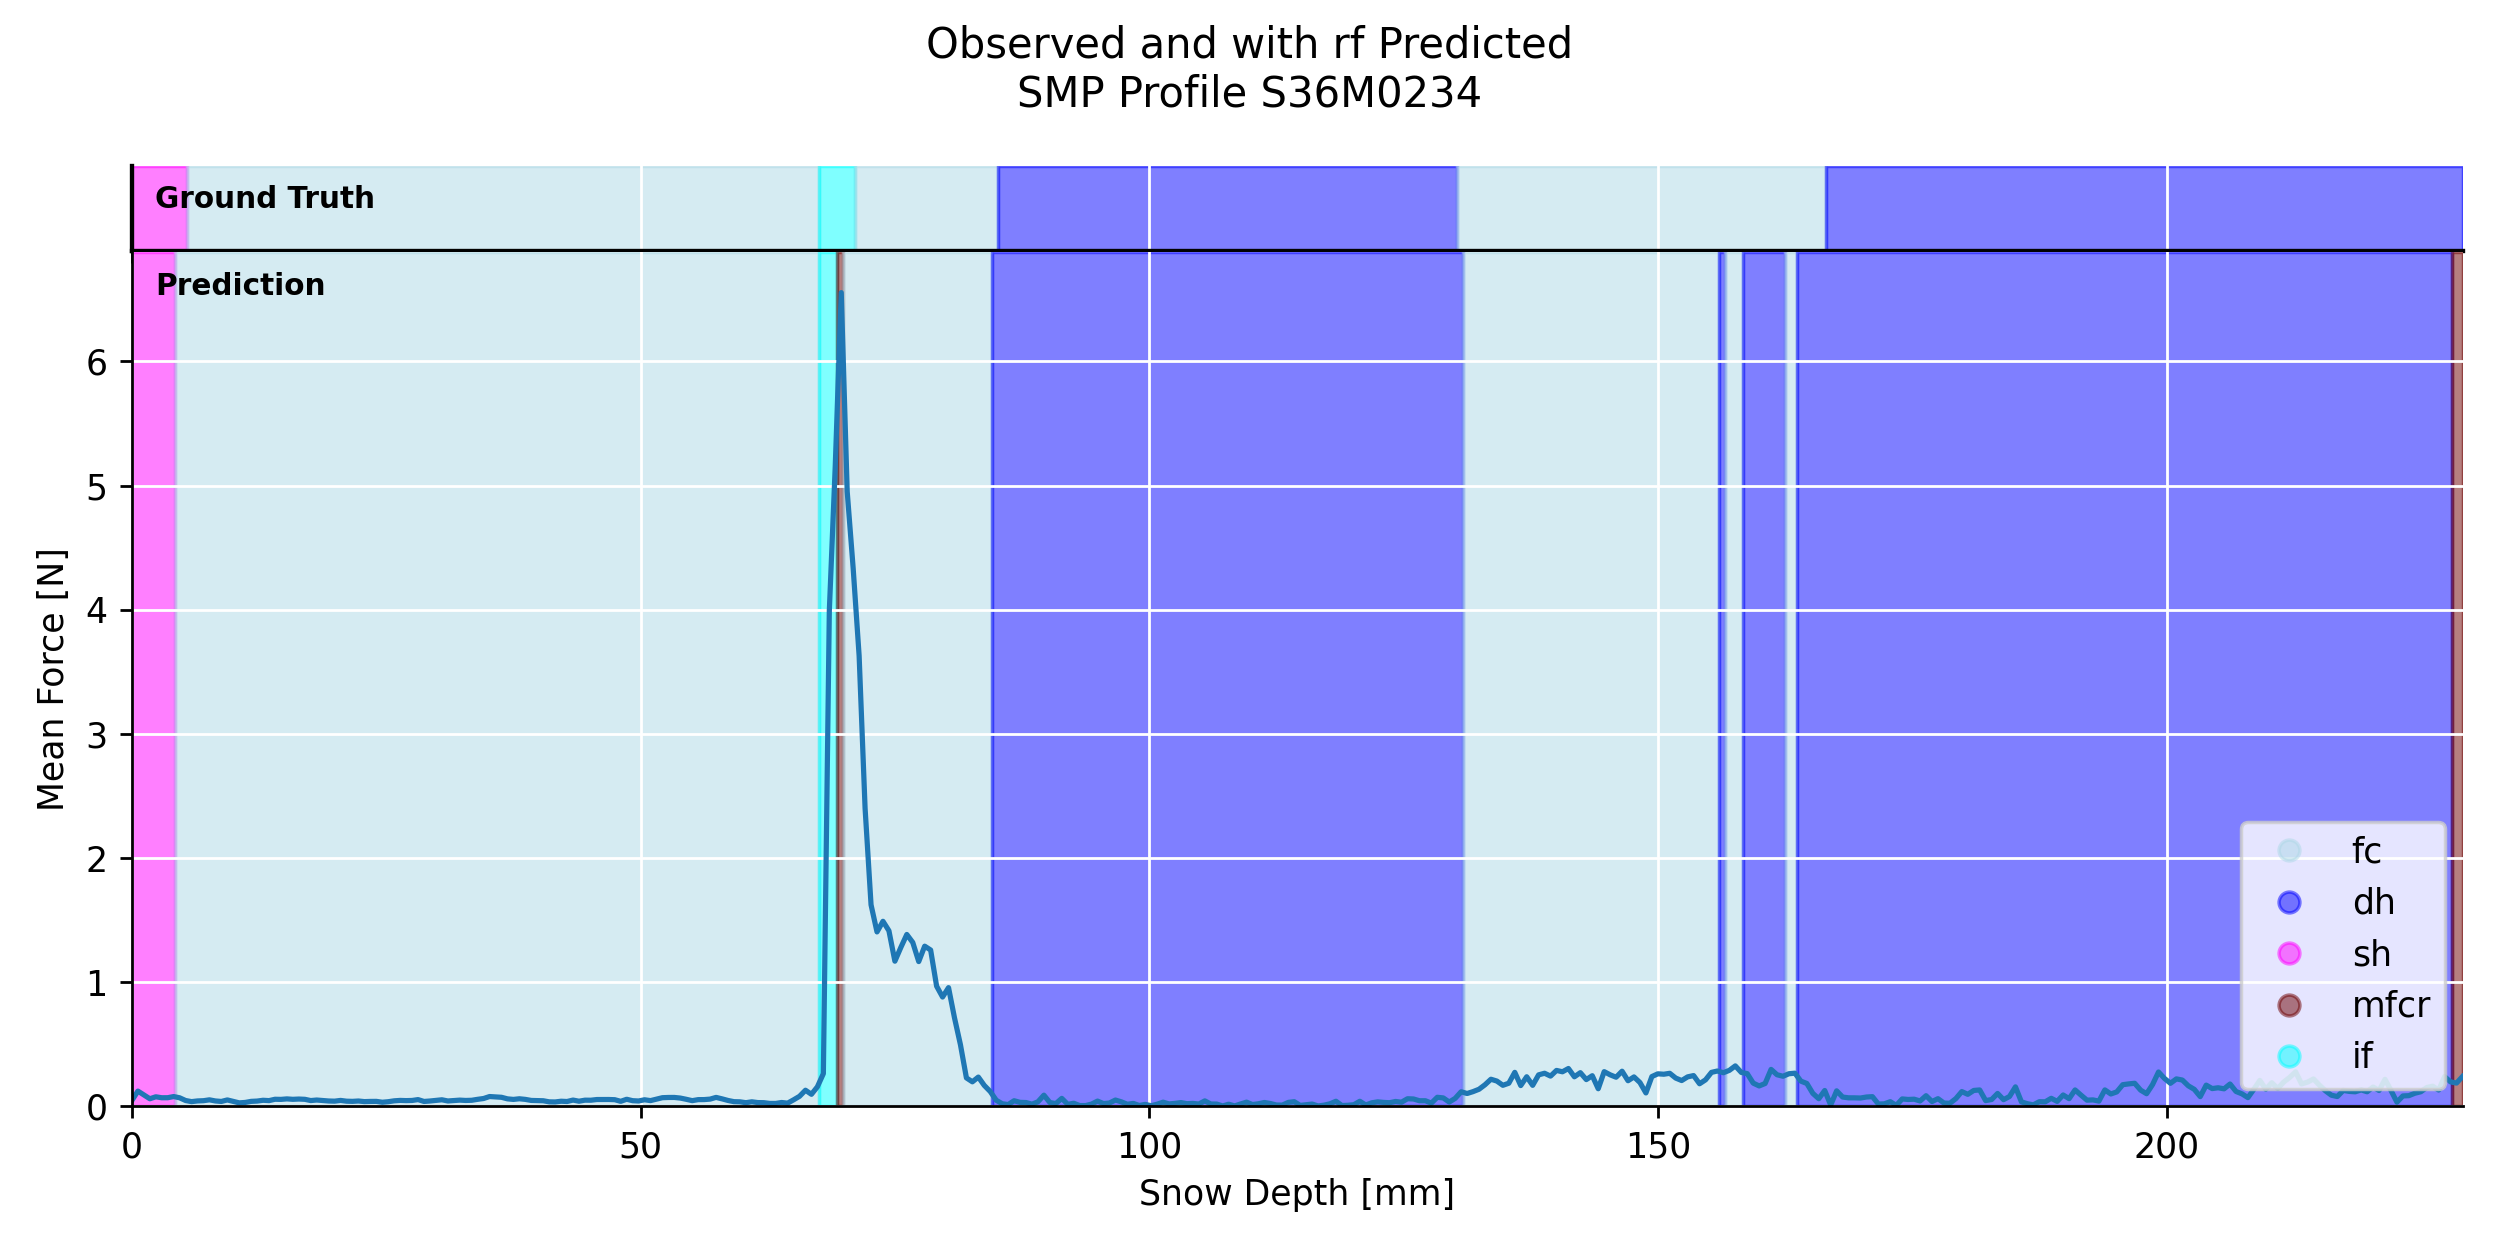 Observed and with rf Predicted
SMP Profile S36M0234
Ground Truth
Prediction
6
5
4
3
2
1
0
Mean Force [N]
fc
dh
sh
mfcr
if
0 50 100 150 200
Snow Depth [mm]